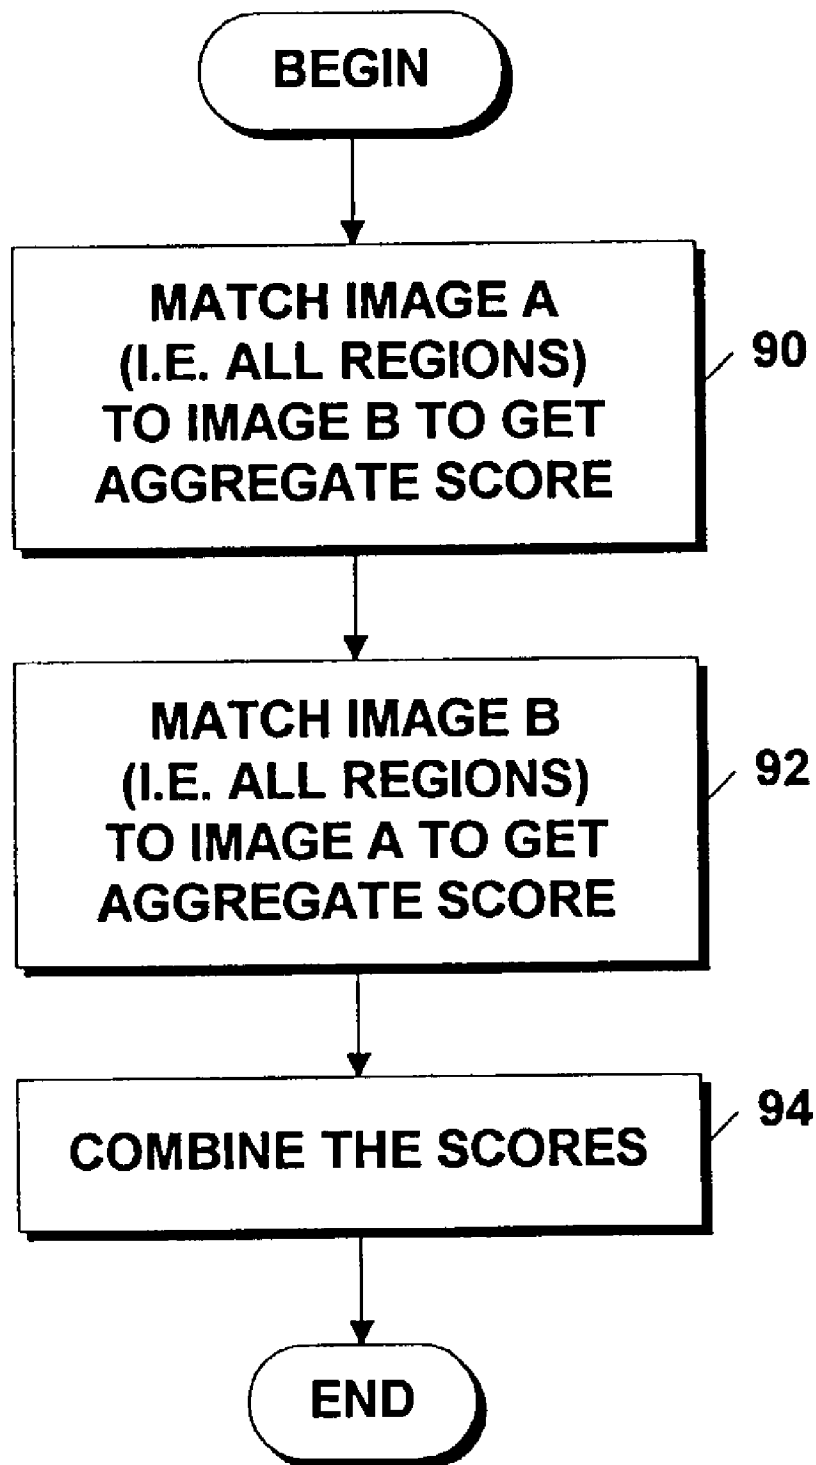 BEGIN
MATCH IMAGE A
(I.E. ALL REGIONS)
TO IMAGE B TO GET
AGGREGATE SCORE
90
MATCH IMAGE B
(I.E. ALL REGIONS)
TO IMAGE A TO GET
AGGREGATE SCORE
92
COMBINE THE SCORES
94
END